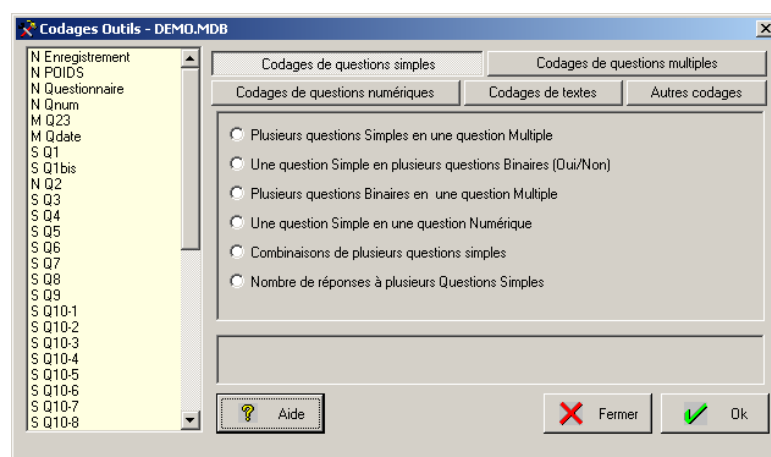 Codages Outils - DEMO.MDB
N Enregistrement
N POIDS
N Questionnaire
N Qnum
M Q23
M Qdate
S Q1
S Q1bis
N Q2
S Q3
S Q4
S Q5
S Q6
S Q7
S Q8
S Q9
S Q10-1
S Q10-2
S Q10-3
S Q10-4
S Q10-5
S Q10-6
S Q10-7
S Q10-8
Codages de questions simples
Codages de questions multiples
Codages de questions numériques
Codages de textes
Autres codages
Plusieurs questions Simples en une question Multiple
Une question Simple en plusieurs questions Binaires (Oui/Non)
Plusieurs questions Binaires en une question Multiple
Une question Simple en une question Numérique
Combinaisons de plusieurs questions simples
Nombre de réponses à plusieurs Questions Simples
Aide
Fermer
Ok